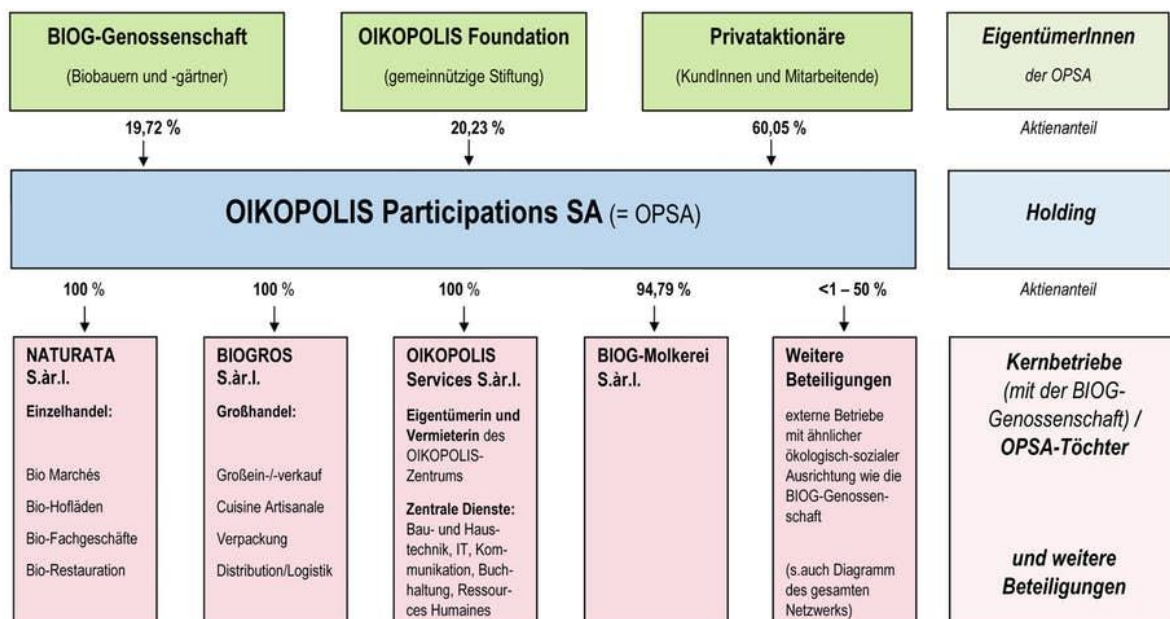 BIOG-Genossenschaft
(Biobauern und -gärtner)
OIKOPOLIS Foundation
(gemeinnützige Stiftung)
Privataktionäre
(KundInnen und Mitarbeitende)
EigentümerInnen
der OPSA
19,72 %
20,23 %
60,05 %
Aktienanteil
OIKOPOLIS Participations SA (= OPSA)
Holding
100 %
100 %
100 %
94,79 %
<1 – 50 %
Aktienanteil
NATURATA
S.àr.l.
Einzelhandel:
Bio Marchés
Bio-Hofläden
Bio-Fachgeschäfte
Bio-Restauration
BIOGROS
S.àr.l.
Großhandel:
Großein-/-verkauf
Cuisine Artisanale
Verpackung
Distribution/Logistik
OIKOPOLIS
Services S.àr.l.
Eigentümerin und
Vermieterin des
OIKOPOLIS-
Zentrums
Zentrale Dienste:
Bau- und Haus-
technik, IT, Kom-
munikation, Buch-
haltung, Ressour-
ces Humaines
BIOG-Molkerei
S.àr.l.
Weitere
Beteiligungen
externe Betriebe
mit ähnlicher
ökologisch-sozialer
Ausrichtung wie die
BIOG-Genossen-
schaft
(s.auch Diagramm
des gesamten
Netzwerks)
Kernbetriebe
(mit der BIOG-
Genossenschaft) /
OPSA-Töchter
und weitere
Beteiligungen